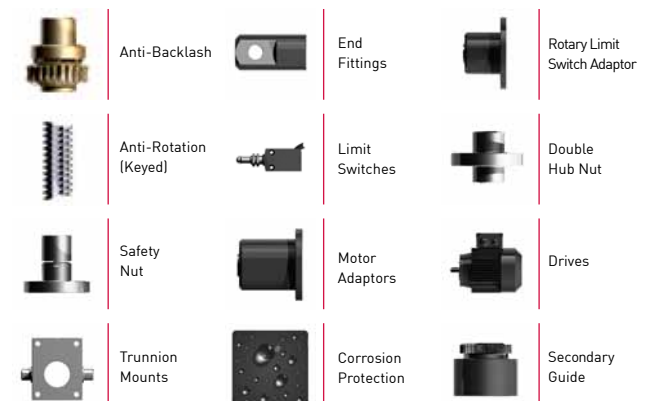 Anti-Backlash
End
Fittings
Rotary Limit
Switch Adaptor
Anti-Rotation
(Keyed)
Limit
Switches
Double
Hub Nut
Safety
Nut
Motor
Adaptors
Drives
Trunnion
Mounts
Corrosion
Protection
Secondary
Guide